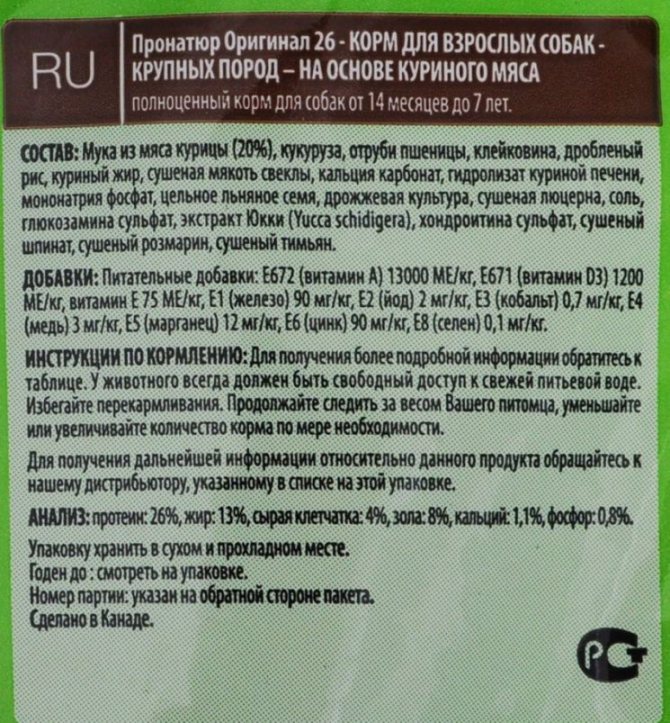 RU
Пронатюр Оригинал 26 - КОРМ ДЛЯ ВЗРОСЛЫХ СОБАК -
КРУПНЫХ ПОРОД – НА ОСНОВЕ КУРИНОГО МЯСА
полноценный корм для собак от 14 месяцев до 7 лет.
СОСТАВ: Мука из мяса курицы (20%), кукуруза, отруби пшеницы, клейковина, дробленый
рис, куриный жир, сушеная мякоть свеклы, кальция карбонат, гидролизат куриной печени,
мононатрия фосфат, цельное льняное семя, дрожжевая культура, сушеная люцерна, соль,
глюкозамина сульфат, экстракт Юкки (Yucca schidigera), хондроитина сульфат, сушеный
шпинат, сушеный розмарин, сушеный тимьян.
ДОБАВКИ: Питательные добавки: E672 (витамин А) 13000 МЕ/кг, E671 (витамин D3) 1200
МЕ/кг, витамин Е 75 МЕ/кг, E1 (железо) 90 мг/кг, E2 (йод) 2 мг/кг, E3 (кобальт) 0,7 мг/кг, E4
(медь) 3 мг/кг, E5 (марганец) 12 мг/кг, E6 (цинк) 90 мг/кг, E8 (селен) 0,1 мг/кг.
ИНСТРУКЦИИ ПО КОРМЛЕНИЮ: Для получения более подробной информации обратитесь к
таблице. У животного всегда должен быть свободный доступ к свежей питьевой воде.
Избегайте перекармливания. Продолжайте следить за весом Вашего питомца, уменьшайте
или увеличивайте количество корма по мере необходимости.
Для получения дальнейшей информации относительно данного продукта обращайтесь к
нашему дистрибьютору, указанному в списке на этой упаковке.
АНАЛИЗ: протеин: 26%, жир: 13%, сырая клетчатка: 4%, зола: 8%, кальций: 1,1%, фосфор: 0,8%.
Упаковку хранить в сухом и прохладном месте.
Годен до : смотреть на упаковке.
Номер партии: указан на обратной стороне пакета.
Сделано в Канаде.
РСТ